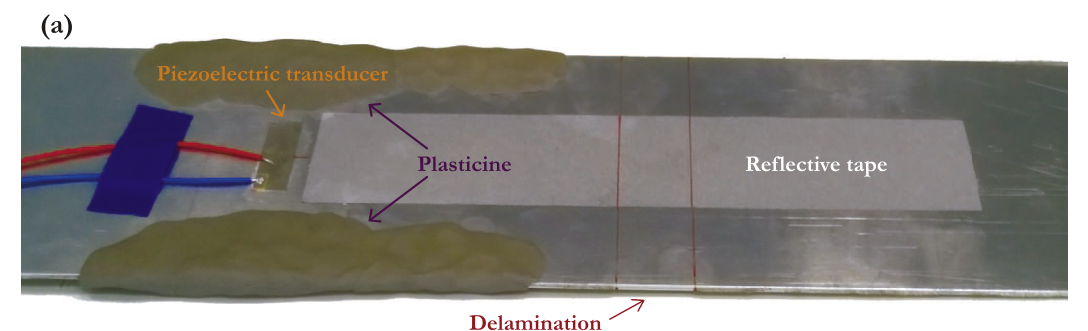 (a)
Piezoelectric transducer
Plasticine
Reflective tape
Delamination